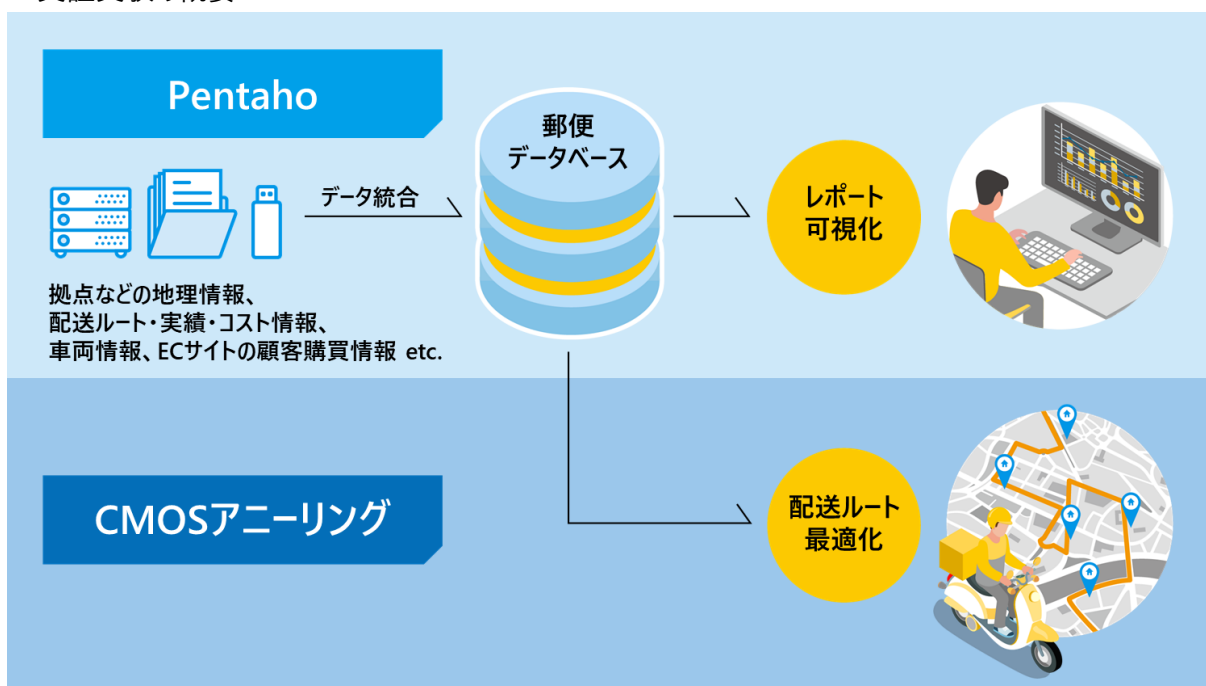 Pentaho
郵便
データベース
データ統合
レポート
可視化
拠点などの地理情報、
配送ルート・実績・コスト情報、
車両情報、ECサイトの顧客購買情報 etc.
CMOSアニーリング
配送ルート
最適化